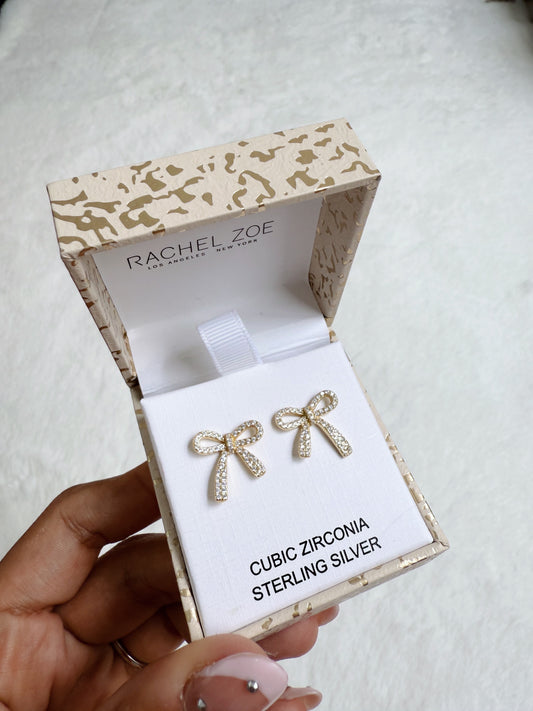 RACHEL ZOE
LOS ANGELES NEW YORK
CUBIC ZIRCONIA
STERLING SILVER